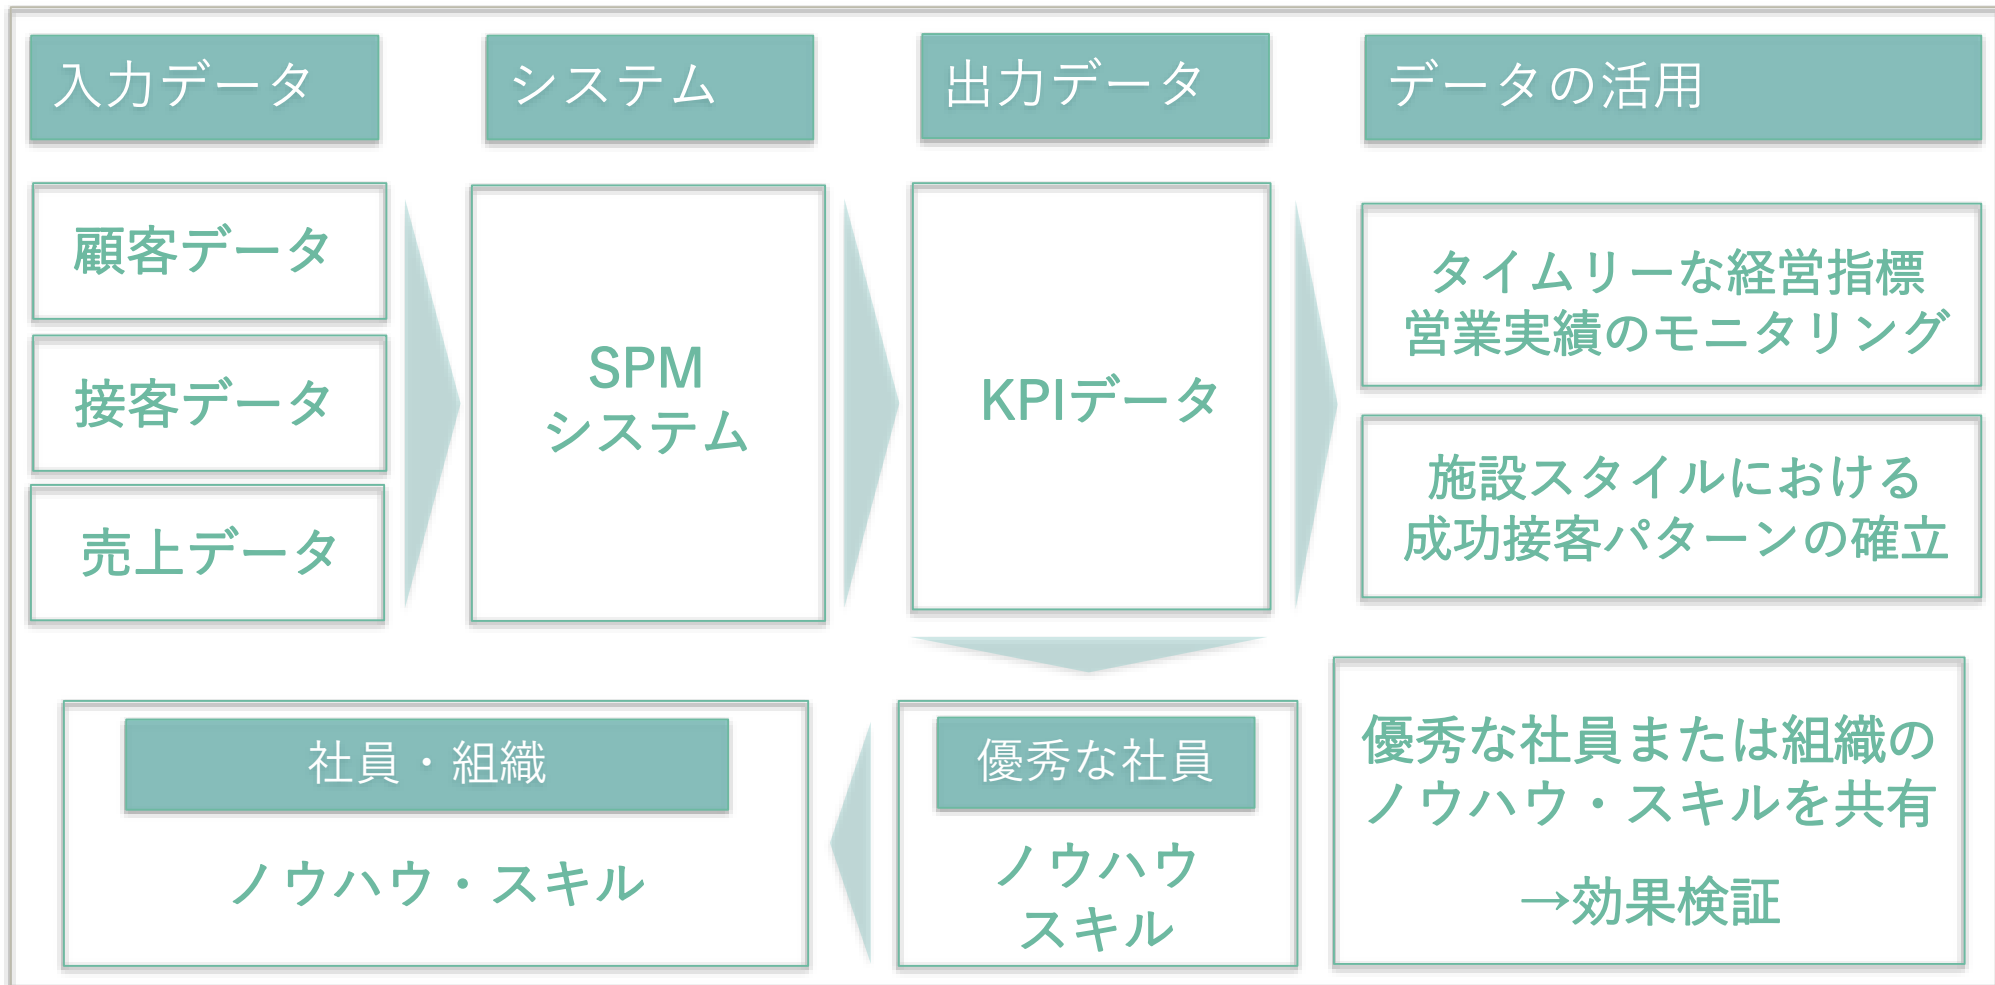 入力データ
システム
出力データ
データの活用
顧客データ
接客データ
売上データ
SPM
システム
KPIデータ
タイムリーな経営指標
営業実績のモニタリング
施設スタイルにおける
成功接客パターンの確立
社員・組織
ノウハウ・スキル
優秀な社員
ノウハウ
スキル
優秀な社員または組織の
ノウハウ・スキルを共有
→効果検証